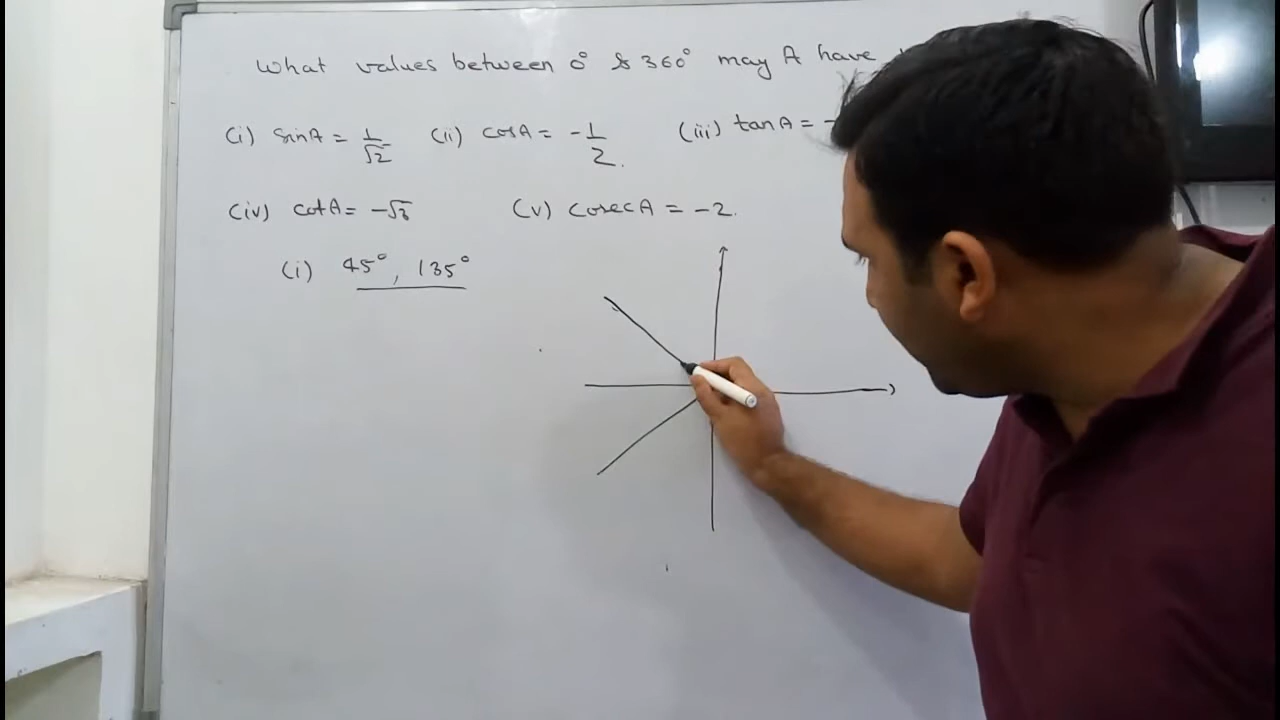 What values between 0° & 360° may A have
(i) sinA = 1/√2 (ii) cosA = -1/2. (iii) tanA = -
(iv) cotA = -√3 (v) cosecA = -2.
(i) 45°, 135°